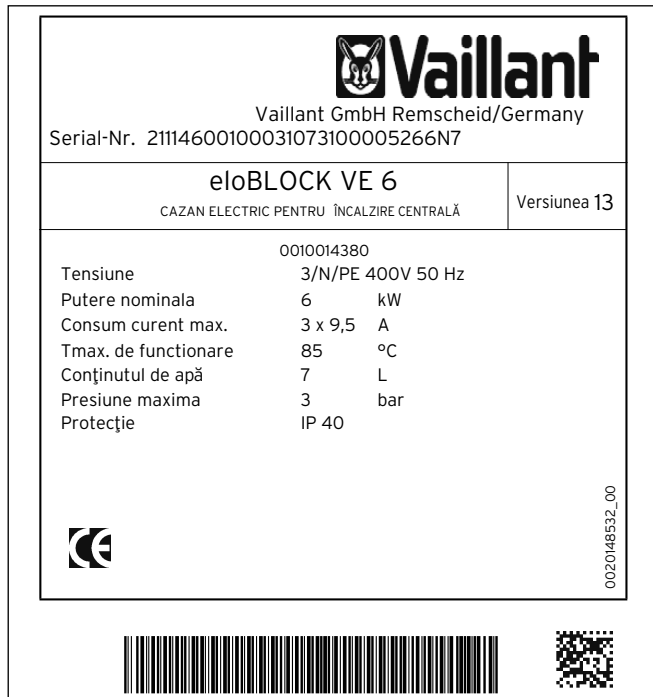 Vaillant
Vaillant GmbH Remscheid/Germany
Serial-Nr. 21114600100031073100005266N7
eloBLOCK VE 6
CAZAN ELECTRIC PENTRU ÎNCALZIRE CENTRALĂ
Versiunea 13
0010014380
Tensiune 3/N/PE 400V 50 Hz
Putere nominala 6 kW
Consum curent max. 3 x 9,5 A
Tmax. de functionare 85 °C
Conţinutul de apă 7 L
Presiune maxima 3 bar
Protecţie IP 40
CE
0020148532_00